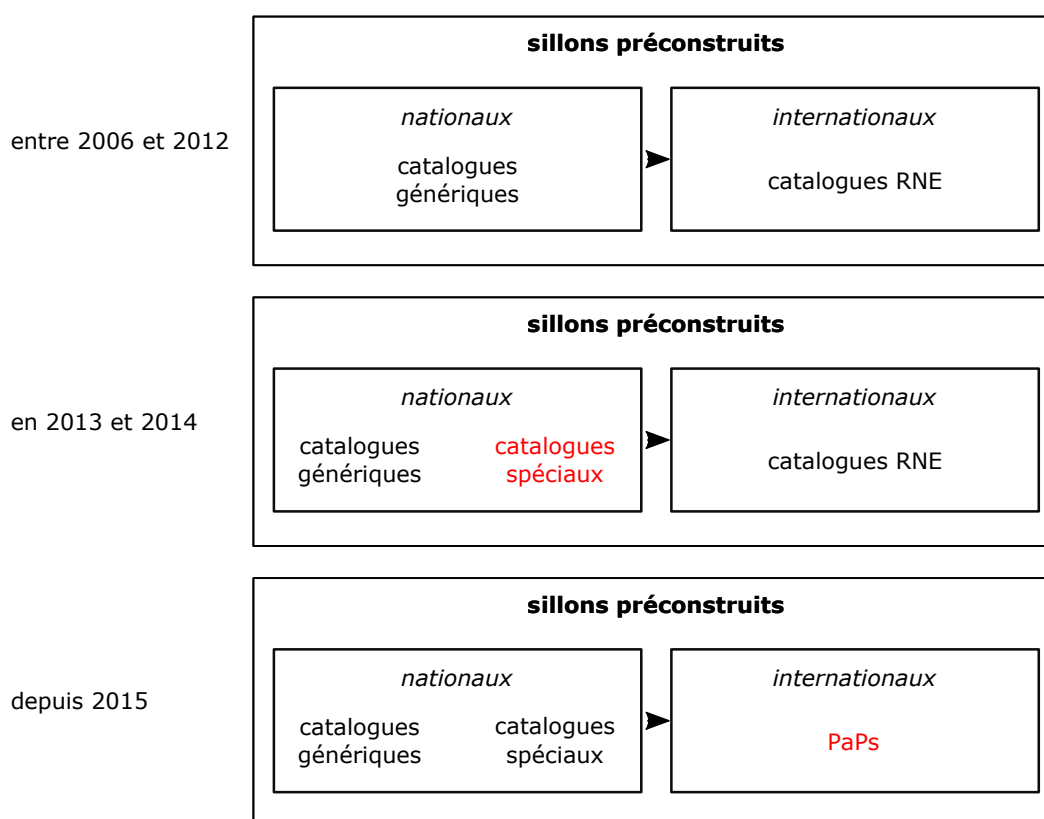 sillons préconstruits
entre 2006 et 2012
nationaux
catalogues
génériques
internationaux
catalogues RNE
sillons préconstruits
en 2013 et 2014
nationaux
catalogues
génériques
catalogues
spéciaux
internationaux
catalogues RNE
sillons préconstruits
depuis 2015
nationaux
catalogues
génériques
catalogues
spéciaux
internationaux
PaPs